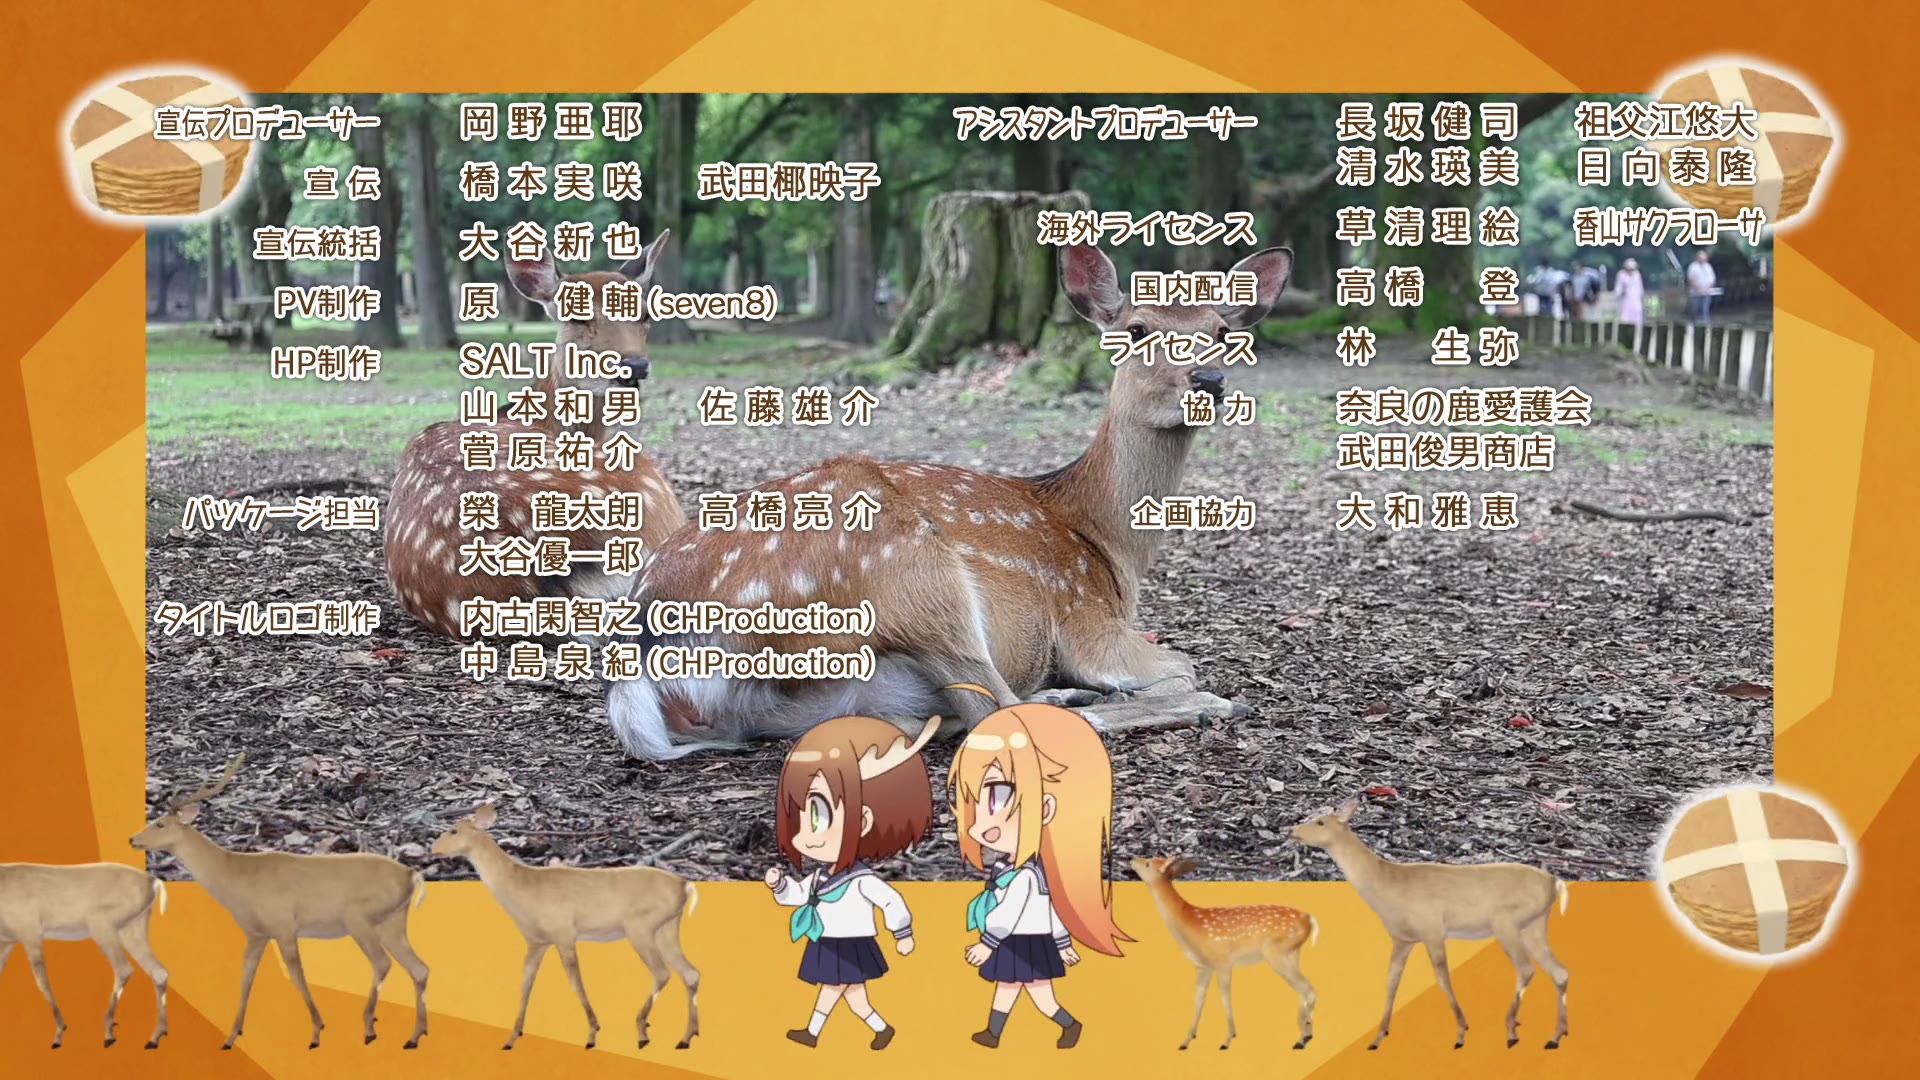 宣伝プロデューサー 岡野亜耶
宣伝 橋本実咲 武田椰映子
宣伝統括 大谷新也
PV制作 原 健輔(seven8)
HP制作 SALT Inc.
山本和男 佐藤雄介
菅原祐介
パッケージ担当 榮 龍太朗 高橋亮介
大谷優一郎
タイトルロゴ制作 内古閑智之(CHProduction)
中島泉紀(CHProduction)
アシスタントプロデューサー 長坂健司 祖父江悠大
清水瑛美 日向泰隆
海外ライセンス 草清理絵 香山サクラローサ
国内配信 高橋 登
ライセンス 林 生弥
協力 奈良の鹿愛護会
武田俊男商店
企画協力 大和雅恵